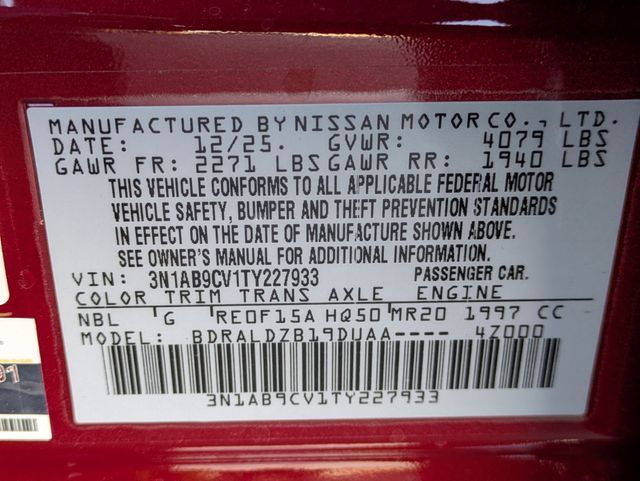 MANUFACTURED BY NISSAN MOTOR CO., LTD.
DATE: 12/25. GVWR: 4079 LBS
GAWR FR: 2271 LBS GAWR RR: 1940 LBS
THIS VEHICLE CONFORMS TO ALL APPLICABLE FEDERAL MOTOR
VEHICLE SAFETY, BUMPER AND THEFT PREVENTION STANDARDS
IN EFFECT ON THE DATE OF MANUFACTURE SHOWN ABOVE.
SEE OWNER'S MANUAL FOR ADDITIONAL INFORMATION.
VIN: 3N1AB9CV1TY227933 PASSENGER CAR.
COLOR TRIM TRANS AXLE ENGINE
NBL G RE0F15A HQ50 MR20 1997 CC
MODEL: BDRALDZB19DUAA---- 4Z000
3N1AB9CV1TY227933